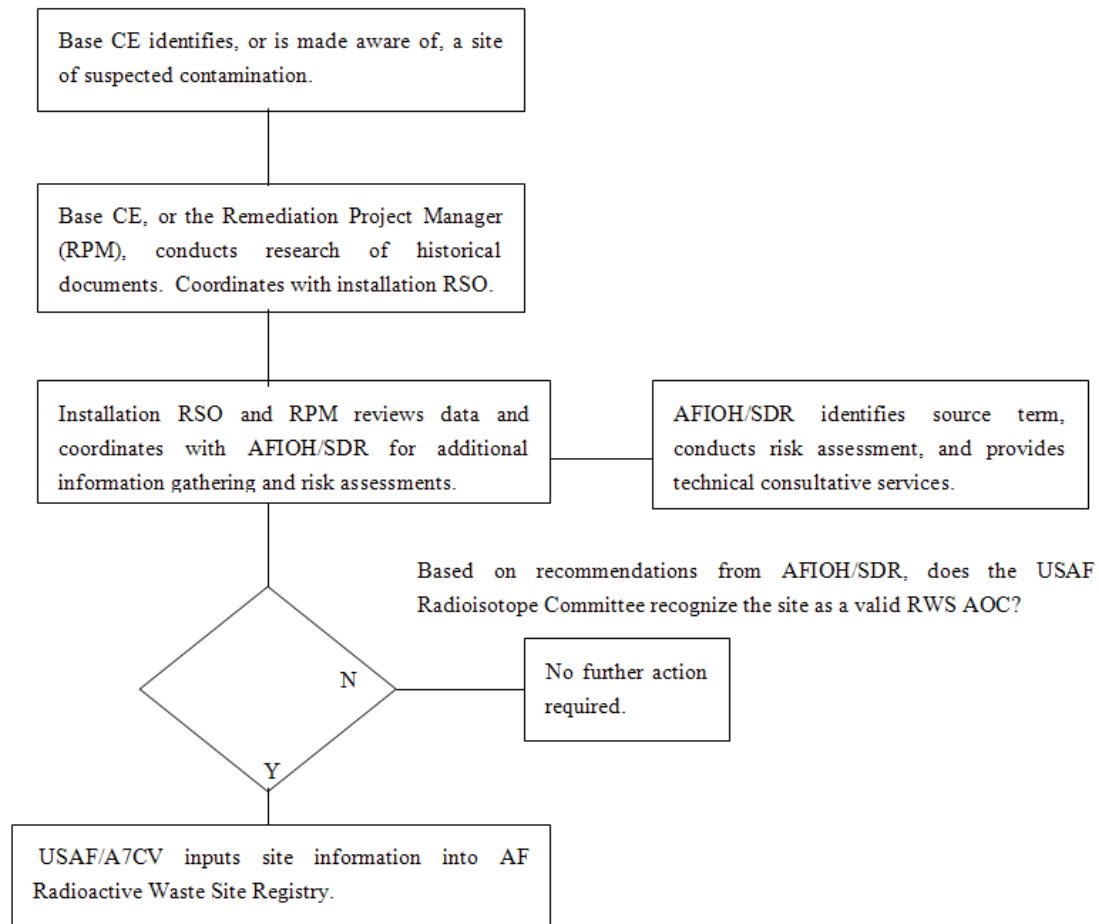 Base CE identifies, or is made aware of, a site
of suspected contamination.
Base CE, or the Remediation Project Manager
(RPM), conducts research of historical
documents. Coordinates with installation RSO.
Installation RSO and RPM reviews data and
coordinates with AFIOH/SDR for additional
information gathering and risk assessments.
AFIOH/SDR identifies source term,
conducts risk assessment, and provides
technical consultative services.
Based on recommendations from AFIOH/SDR, does the USAF
Radioisotope Committee recognize the site as a valid RWS AOC?
N
No further action
required.
Y
USAF/A7CV inputs site information into AF
Radioactive Waste Site Registry.